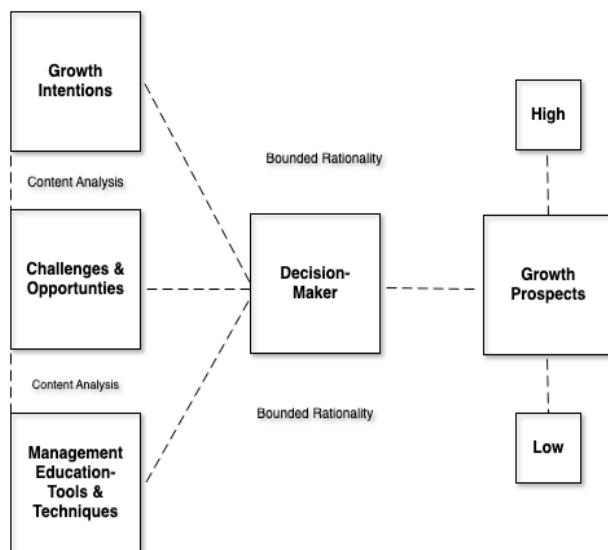 Growth
Intentions
High
Bounded Rationality
Content Analysis
Challenges &
Opportunties
Decision-
Maker
Growth
Prospects
Content Analysis
Bounded Rationality
Management
Education-
Tools &
Techniques
Low